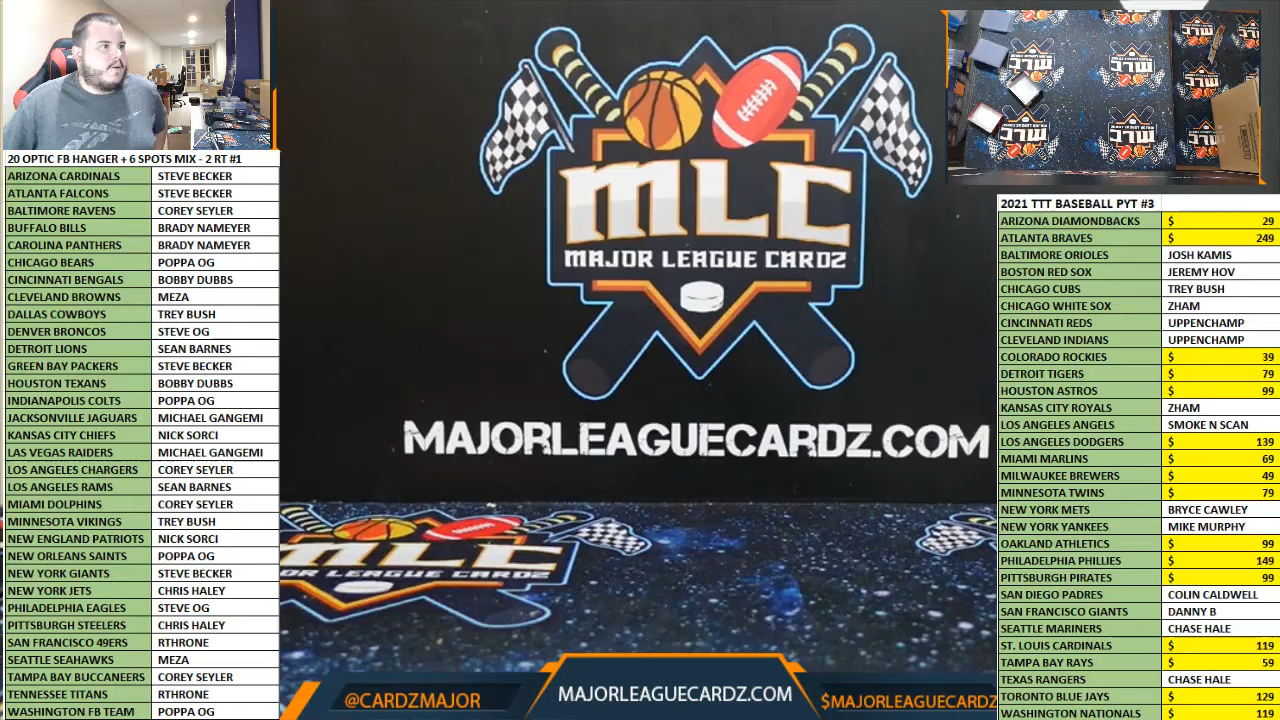 20 OPTIC FB HANGER + 6 SPOTS MIX - 2 RT #1
ARIZONA CARDINALS STEVE BECKER
ATLANTA FALCONS STEVE BECKER
BALTIMORE RAVENS COREY SEYLER
BUFFALO BILLS BRADY NAMEYER
CAROLINA PANTHERS BRADY NAMEYER
CHICAGO BEARS POPPA OG
CINCINNATI BENGALS BOBBY DUBBS
CLEVELAND BROWNS MEZA
DALLAS COWBOYS TREY BUSH
DENVER BRONCOS STEVE OG
DETROIT LIONS SEAN BARNES
GREEN BAY PACKERS STEVE BECKER
HOUSTON TEXANS BOBBY DUBBS
INDIANAPOLIS COLTS POPPA OG
JACKSONVILLE JAGUARS MICHAEL GANGEMI
KANSAS CITY CHIEFS NICK SORCI
LAS VEGAS RAIDERS MICHAEL GANGEMI
LOS ANGELES CHARGERS COREY SEYLER
LOS ANGELES RAMS SEAN BARNES
MIAMI DOLPHINS COREY SEYLER
MINNESOTA VIKINGS TREY BUSH
NEW ENGLAND PATRIOTS NICK SORCI
NEW ORLEANS SAINTS POPPA OG
NEW YORK GIANTS STEVE BECKER
NEW YORK JETS CHRIS HALEY
PHILADELPHIA EAGLES STEVE OG
PITTSBURGH STEELERS CHRIS HALEY
SAN FRANCISCO 49ERS RTHRONE
SEATTLE SEAHAWKS MEZA
TAMPA BAY BUCCANEERS COREY SEYLER
TENNESSEE TITANS RTHRONE
WASHINGTON FB TEAM POPPA OG
MLC
MAJOR LEAGUE CARDZ
MAJORLEAGUECARDZ.COM
MLC
OR LEAGUE CARDZ
@CARDZMAJOR
MAJORLEAGUECARDZ.COM
$MAJORLEAGUECARDZ
MLC
MLC
MLC
MLC
2021 TTT BASEBALL PYT #3
ARIZONA DIAMONDBACKS $ 29
ATLANTA BRAVES $ 249
BALTIMORE ORIOLES JOSH KAMIS
BOSTON RED SOX JEREMY HOV
CHICAGO CUBS TREY BUSH
CHICAGO WHITE SOX ZHAM
CINCINNATI REDS UPPENCHAMP
CLEVELAND INDIANS UPPENCHAMP
COLORADO ROCKIES $ 39
DETROIT TIGERS $ 79
HOUSTON ASTROS $ 99
KANSAS CITY ROYALS ZHAM
LOS ANGELES ANGELS SMOKE N SCAN
LOS ANGELES DODGERS $ 139
MIAMI MARLINS $ 69
MILWAUKEE BREWERS $ 49
MINNESOTA TWINS $ 79
NEW YORK METS BRYCE CAWLEY
NEW YORK YANKEES MIKE MURPHY
OAKLAND ATHLETICS $ 99
PHILADELPHIA PHILLIES $ 149
PITTSBURGH PIRATES $ 99
SAN DIEGO PADRES COLIN CALDWELL
SAN FRANCISCO GIANTS DANNY B
SEATTLE MARINERS CHASE HALE
ST. LOUIS CARDINALS $ 119
TAMPA BAY RAYS $ 59
TEXAS RANGERS CHASE HALE
TORONTO BLUE JAYS $ 129
WASHINGTON NATIONALS $ 119